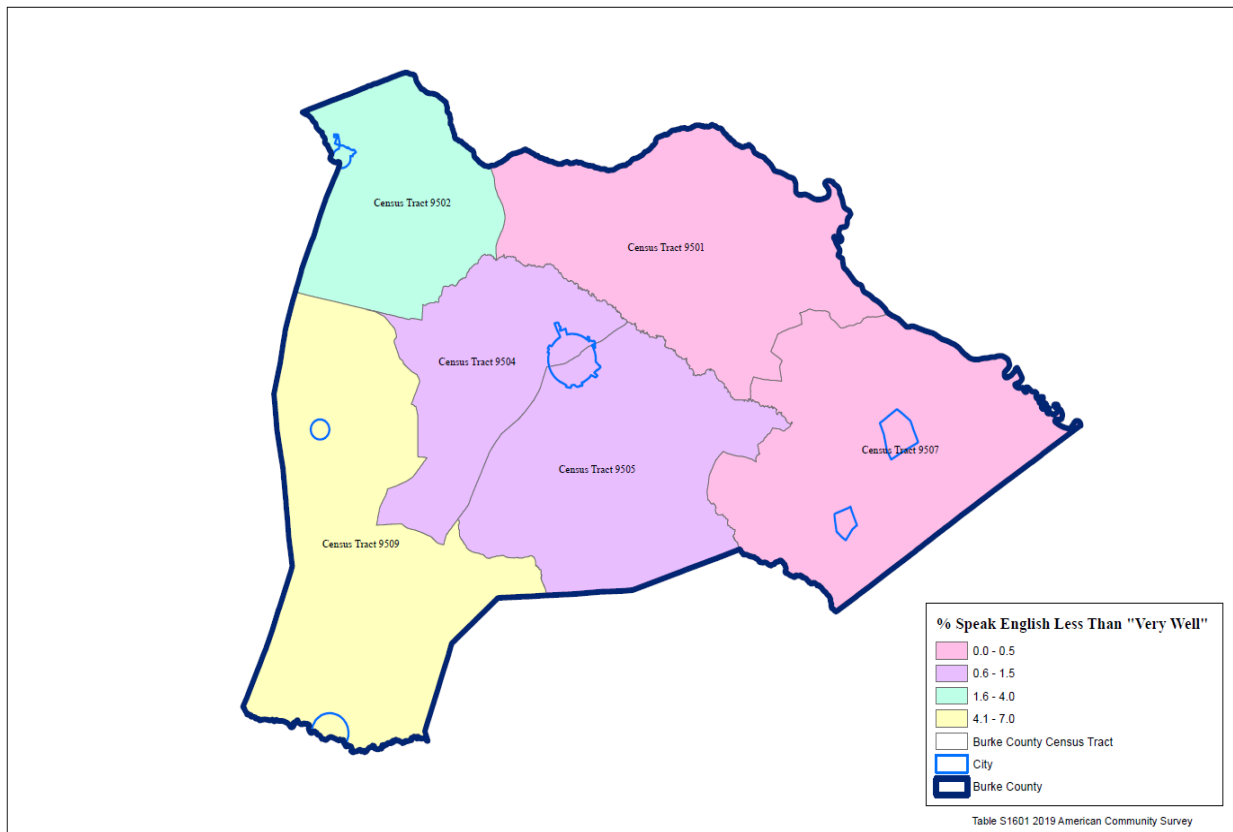 Census Tract 9502
Census Tract 9501
Census Tract 9504
Census Tract 9507
Census Tract 9505
Census Tract 9509
% Speak English Less Than "Very Well"
0.0 - 0.5
0.6 - 1.5
1.6 - 4.0
4.1 - 7.0
Burke County Census Tract
City
Burke County
Table S1601 2019 American Community Survey